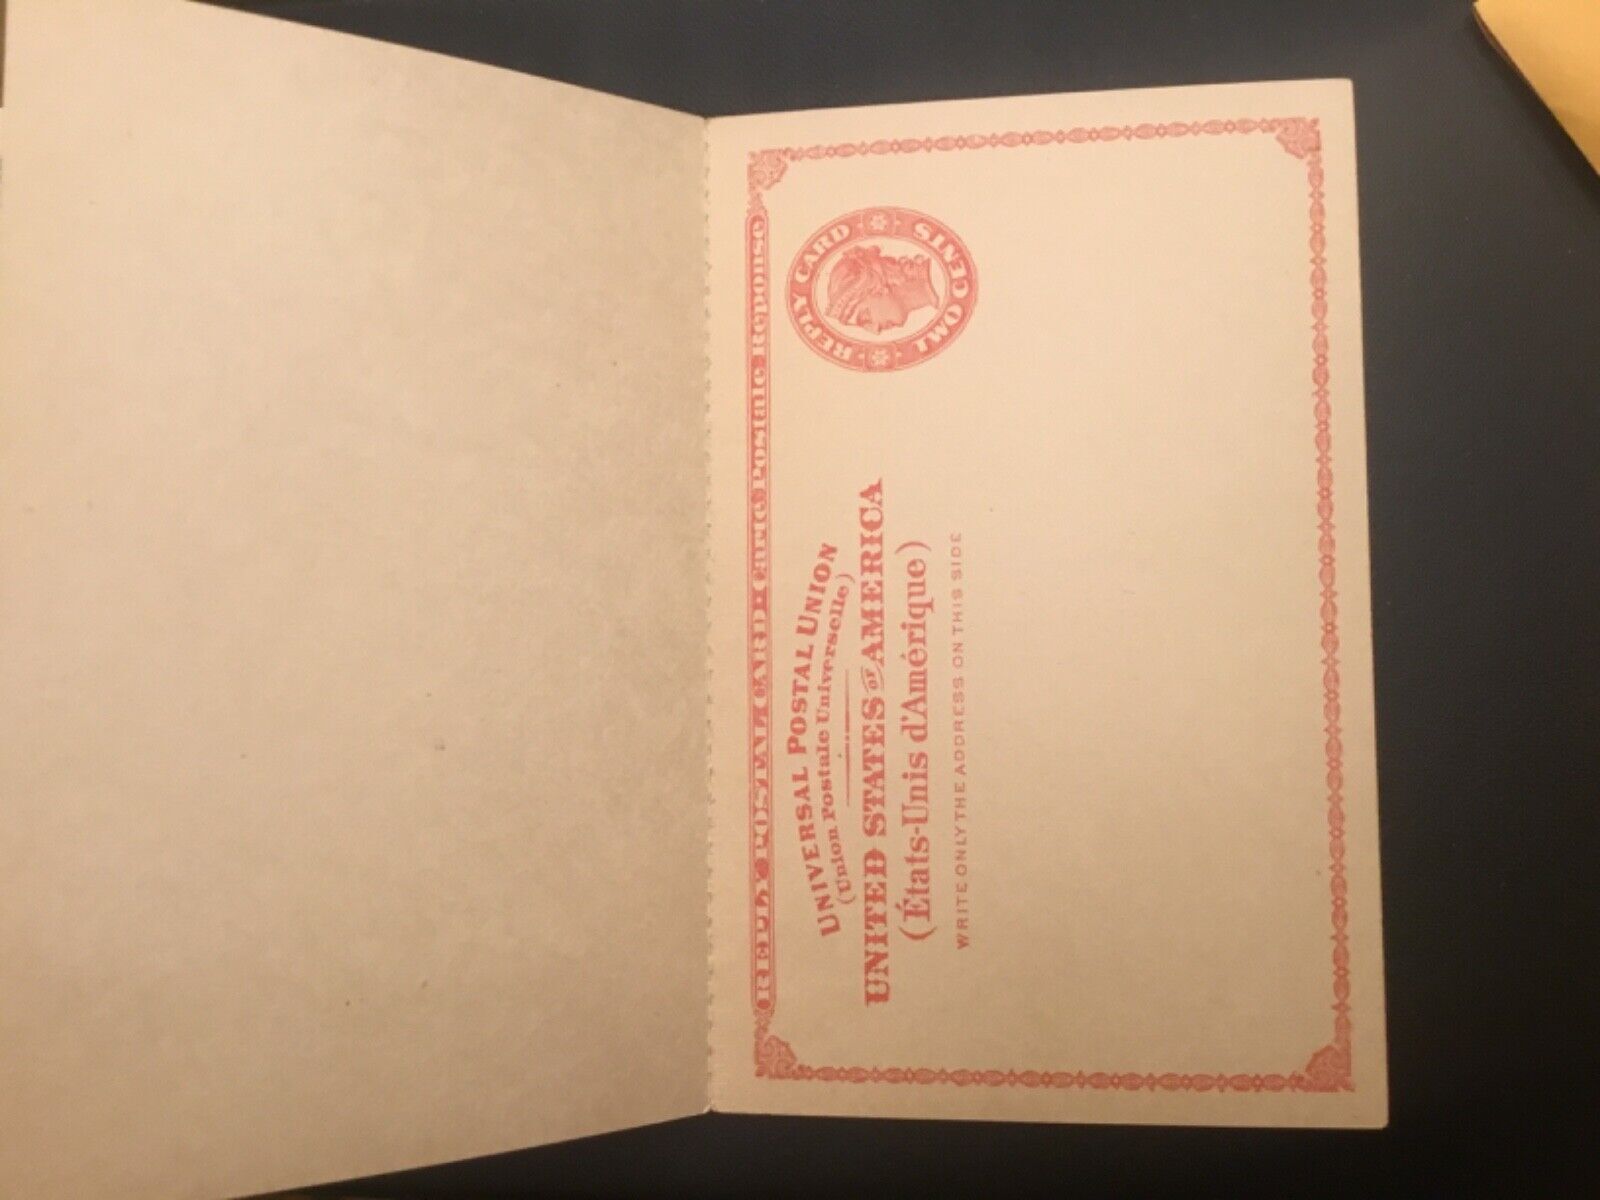 REPLY POSTAL CARD · Carte Postale Réponse
REPLY CARD
TWO CENTS
UNIVERSAL POSTAL UNION
(Union Postale Universelle)
UNITED STATES OF AMERICA
(États-Unis d'Amérique)
WRITE ONLY THE ADDRESS ON THIS SIDE